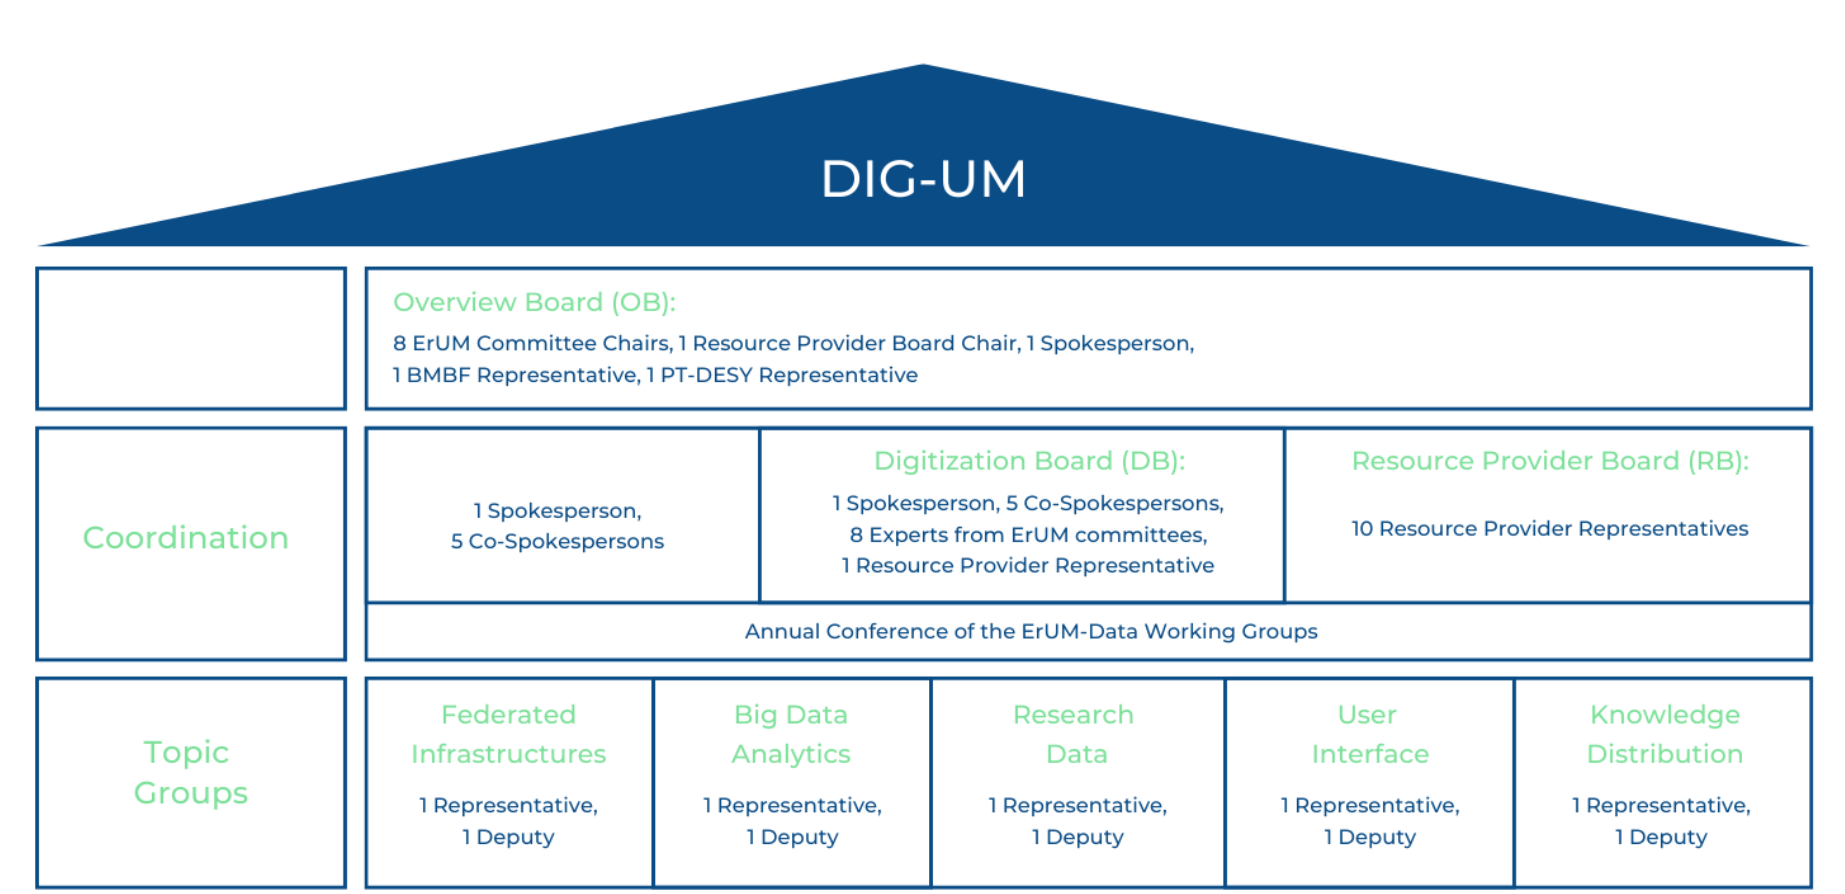 DIG-UM
Overview Board (OB):
8 ErUM Committee Chairs, 1 Resource Provider Board Chair, 1 Spokesperson,
1 BMBF Representative, 1 PT-DESY Representative
Coordination
1 Spokesperson,
5 Co-Spokespersons
Digitization Board (DB):
1 Spokesperson, 5 Co-Spokespersons,
8 Experts from ErUM committees,
1 Resource Provider Representative
Resource Provider Board (RB):
10 Resource Provider Representatives
Annual Conference of the ErUM-Data Working Groups
Topic
Groups
Federated
Infrastructures
1 Representative,
1 Deputy
Big Data
Analytics
1 Representative,
1 Deputy
Research
Data
1 Representative,
1 Deputy
User
Interface
1 Representative,
1 Deputy
Knowledge
Distribution
1 Representative,
1 Deputy